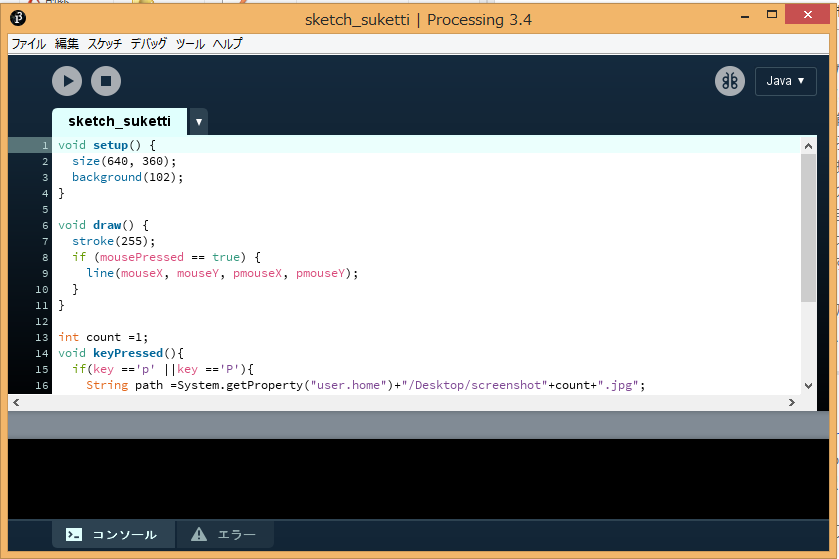 sketch_suketti | Processing 3.4
ファイル 編集 スケッチ デバッグ ツール ヘルプ
Java ▼
sketch_suketti ▼
1 void setup() {
2   size(640, 360);
3   background(102);
4 }
5
6 void draw() {
7   stroke(255);
8   if (mousePressed == true) {
9     line(mouseX, mouseY, pmouseX, pmouseY);
10   }
11 }
12
13 int count =1;
14 void keyPressed(){
15   if(key =='p' ||key =='P'){
16     String path =System.getProperty("user.home")+"/Desktop/screenshot"+count+".jpg";
コンソール エラー